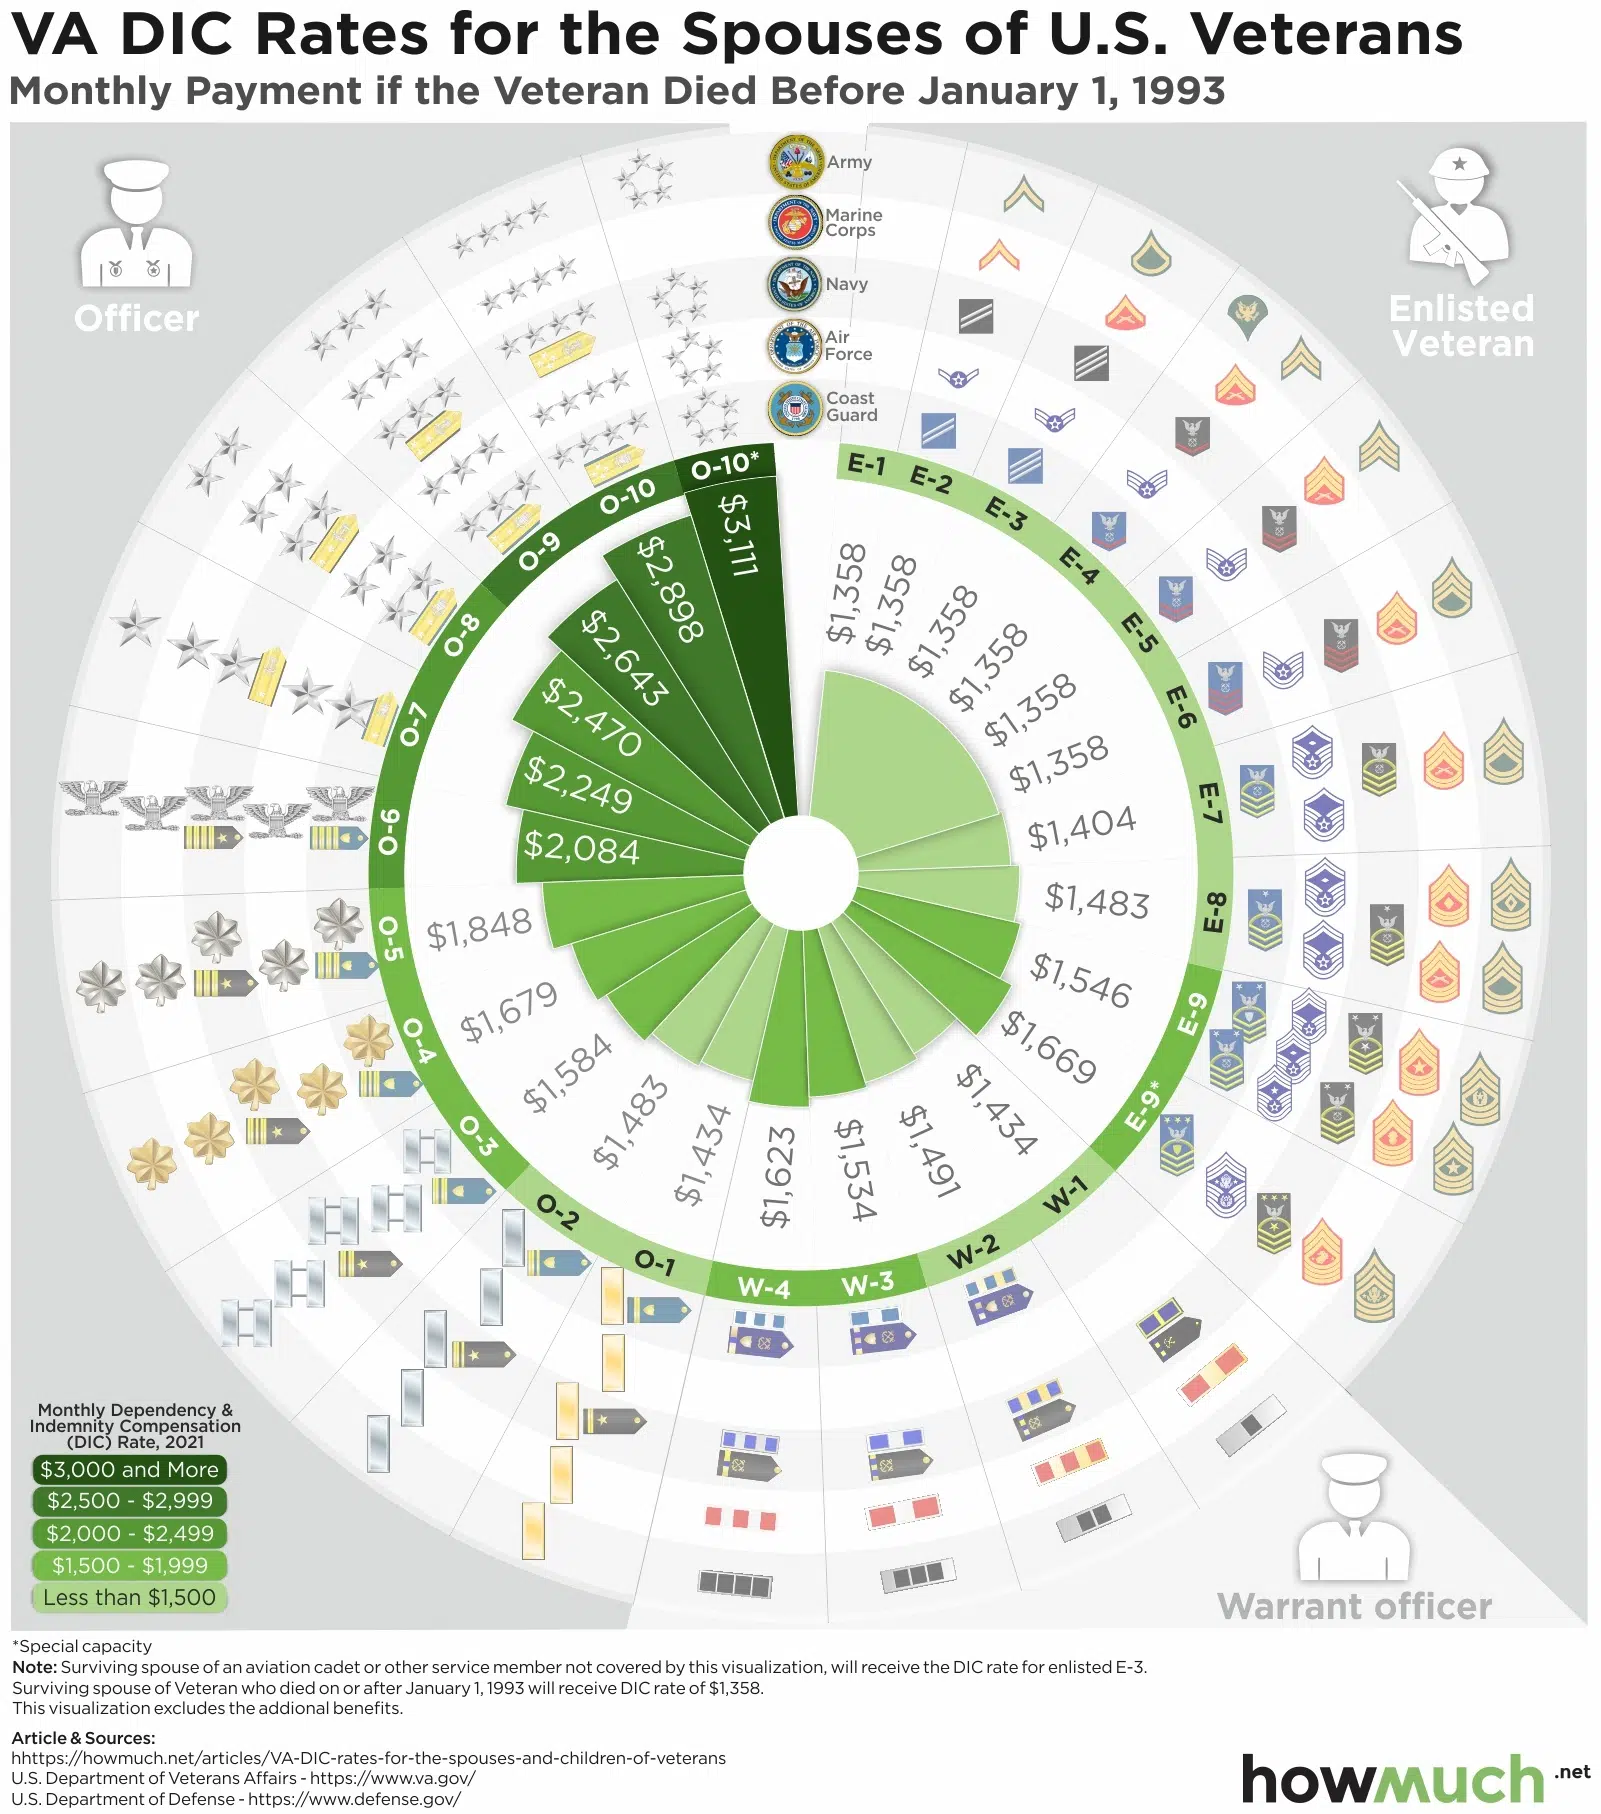 VA DIC Rates for the Spouses of U.S. Veterans
Monthly Payment if the Veteran Died Before January 1, 1993
Officer
Army
Marine
Corps
Navy
Air
Force
Coast
Guard
Enlisted
Veteran
E-1
E-2
E-3
E-4
E-5
E-6
E-7
E-8
E-9
E-9*
W-1
W-2
W-3
W-4
O-1
O-2
O-3
O-4
O-5
O-6
O-7
O-8
O-9
O-10
O-10*
$1,358
$1,358
$1,358
$1,358
$1,358
$1,358
$1,404
$1,483
$1,546
$1,669
$1,434
$1,491
$1,534
$1,623
$1,434
$1,483
$1,584
$1,679
$1,848
$2,084
$2,249
$2,470
$2,643
$2,898
$3,111
Warrant officer
Monthly Dependency &
Indemnity Compensation
(DIC) Rate, 2021
$3,000 and More
$2,500 - $2,999
$2,000 - $2,499
$1,500 - $1,999
Less than $1,500
*Special capacity
Note: Surviving spouse of an aviation cadet or other service member not covered by this visualization, will receive the DIC rate for enlisted E-3.
Surviving spouse of Veteran who died on or after January 1, 1993 will receive DIC rate of $1,358.
This visualization excludes the addional benefits.
Article & Sources:
hhttps://howmuch.net/articles/VA-DIC-rates-for-the-spouses-and-children-of-veterans
U.S. Department of Veterans Affairs - https://www.va.gov/
U.S. Department of Defense - https://www.defense.gov/
howmuch.net